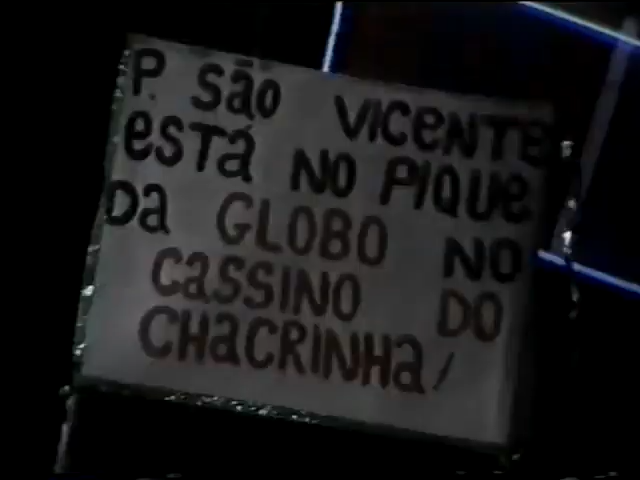 P. São VICENTE
ESTÁ NO PIQUE
Da GLOBO NO
CaSSINO DO
CHaCRINHa!